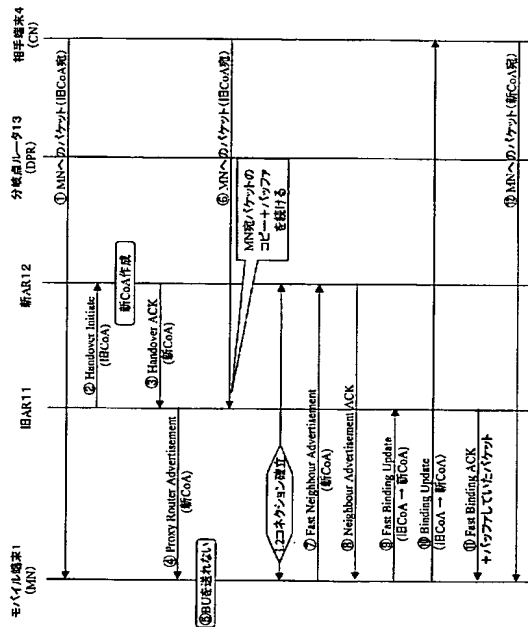 相手端末4
(CN)
分岐点ルータ13
(DPR)
新AR12
旧AR11
モバイル端末1
(MN)
① MNへのパケット(旧CoA宛)
② Handover Initiate
(旧CoA)
新CoA作成
③ Handover ACK
(新CoA)
④ Proxy Router Advertisement
(新CoA)
⑤BUを送れない
⑥ MNへのパケット(旧CoA宛)
MN宛パケットの
コピー＋バッファ
を続ける
L2コネクション確立
⑦ Fast Neighbour Advertisement
(新CoA)
⑧ Neighbour Advertisement ACK
⑨ Fast Binding Update
(旧CoA → 新CoA)
⑩ Binding Update
(旧CoA → 新CoA)
⑪ Fast Binding ACK
＋バッファしていたパケット
⑫ MNへのパケット(新CoA宛)